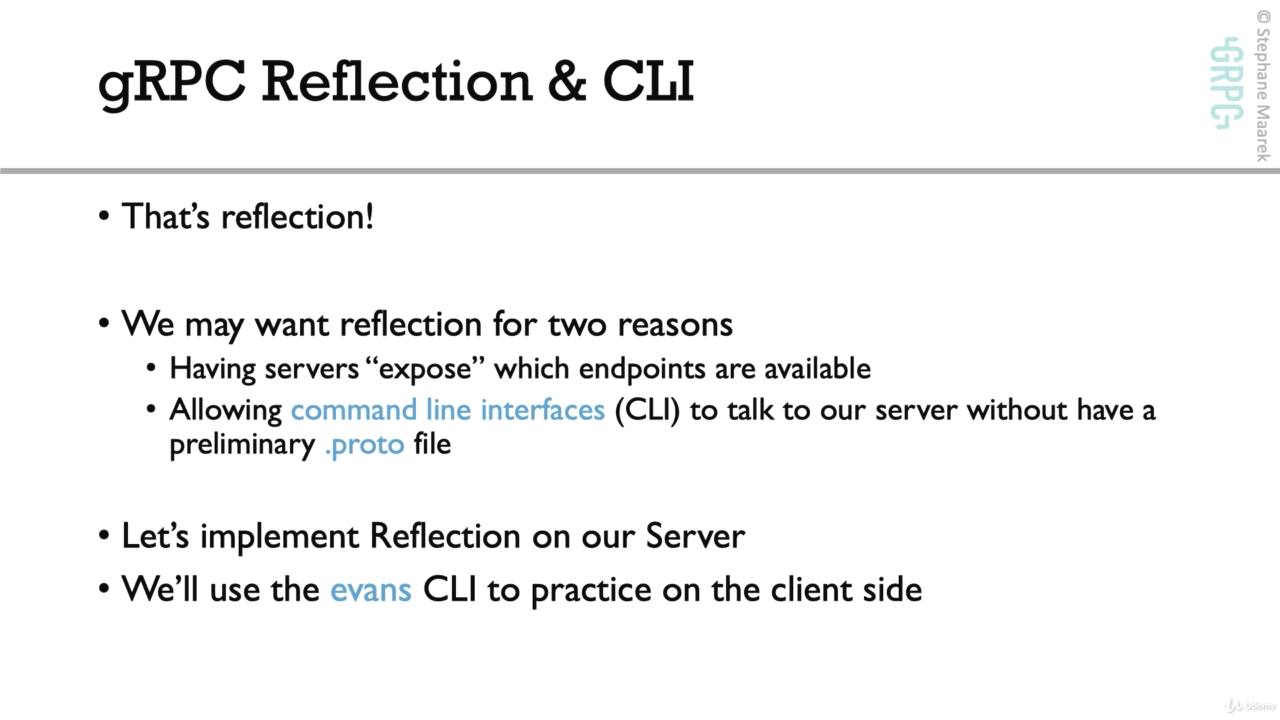 gRPC Reflection & CLI
© Stephane Maarek
GRPC
• That’s reflection!
• We may want reflection for two reasons
• Having servers “expose” which endpoints are available
• Allowing command line interfaces (CLI) to talk to our server without have a
preliminary .proto file
• Let’s implement Reflection on our Server
• We’ll use the evans CLI to practice on the client side
Udemy